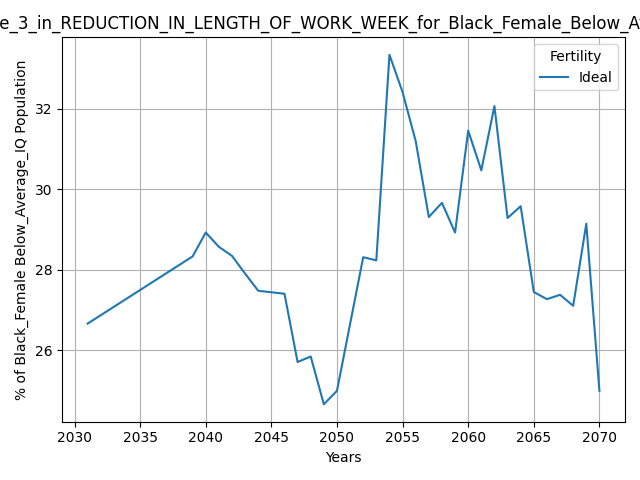 e_3_in_REDUCTION_IN_LENGTH_OF_WORK_WEEK_for_Black_Female_Below_Av
Fertility
Ideal
% of Black_Female Below_Average_IQ Population
32
30
28
26
2030 2035 2040 2045 2050 2055 2060 2065 2070
Years